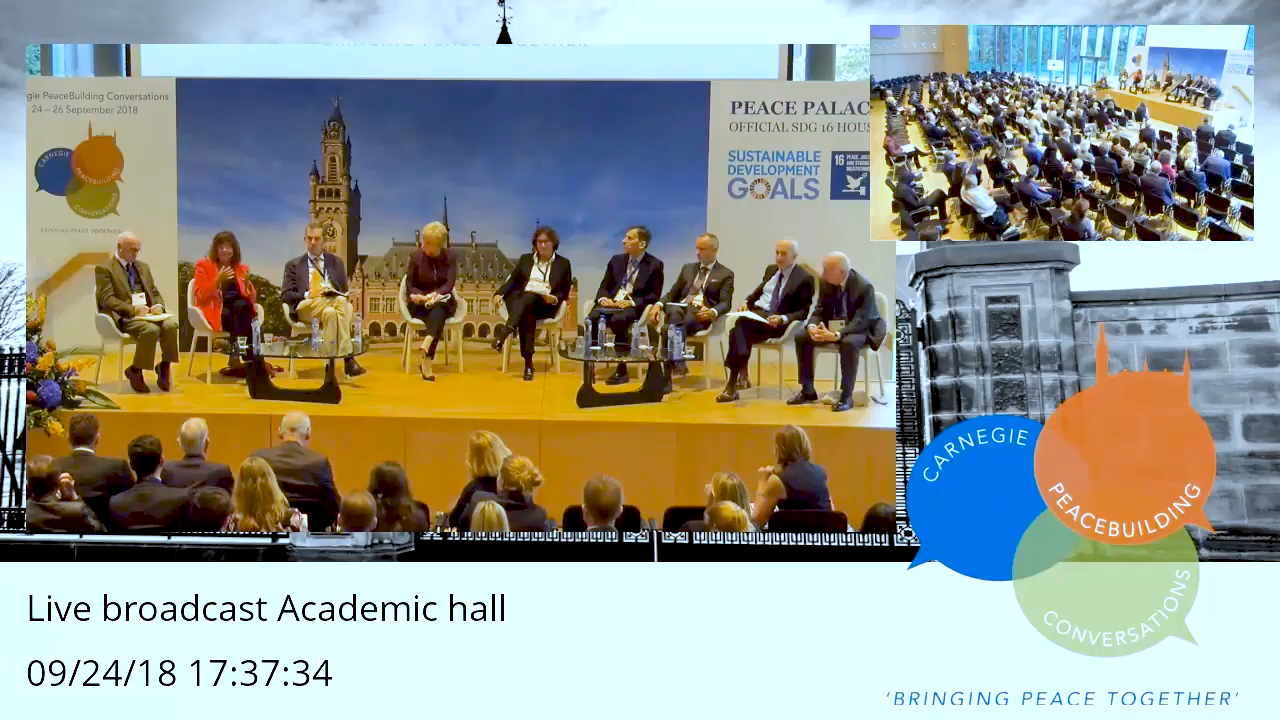 gie PeaceBuilding Conversations
24 – 26 September 2018
CARNEGIE
PEACEBUILDING
CONVERSATIONS
BRINGING PEACE TOGETHER
PEACE PALAC
OFFICIAL SDG 16 HOUS
SUSTAINABLE
DEVELOPMENT
GOALS
16
CARNEGIE
PEACEBUILDING
CONVERSATIONS
Live broadcast Academic hall
09/24/18 17:37:34
'BRINGING PEACE TOGETHER'